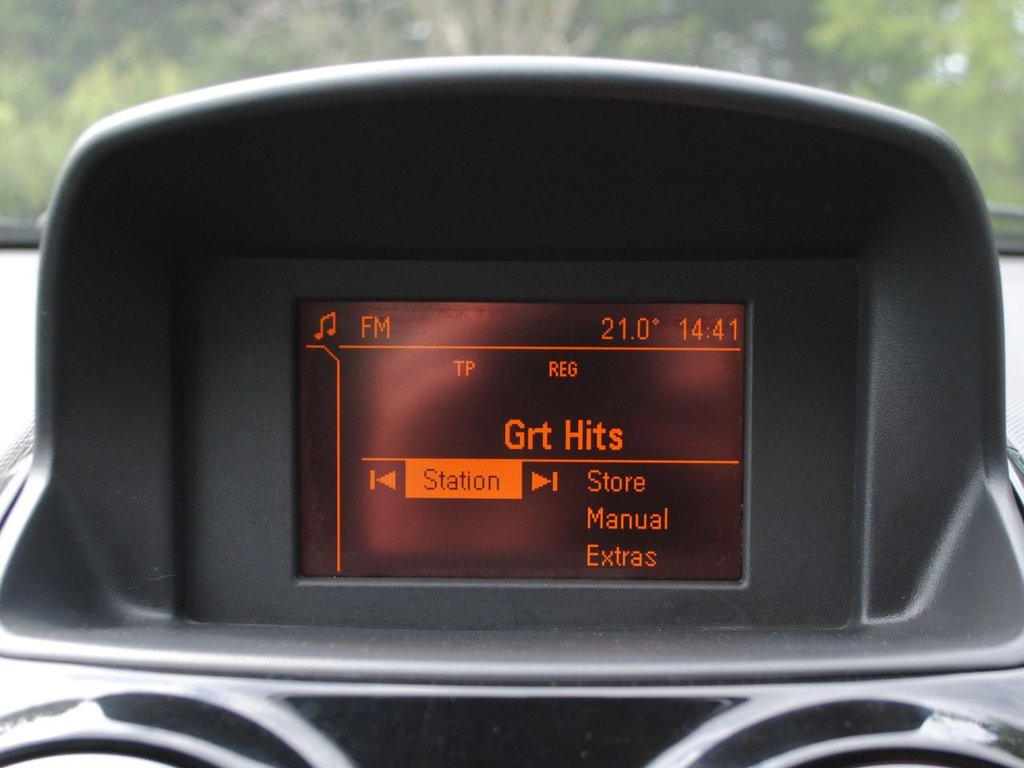 FM 21.0° 14:41
TP REG
Grt Hits
Station Store
Manual
Extras